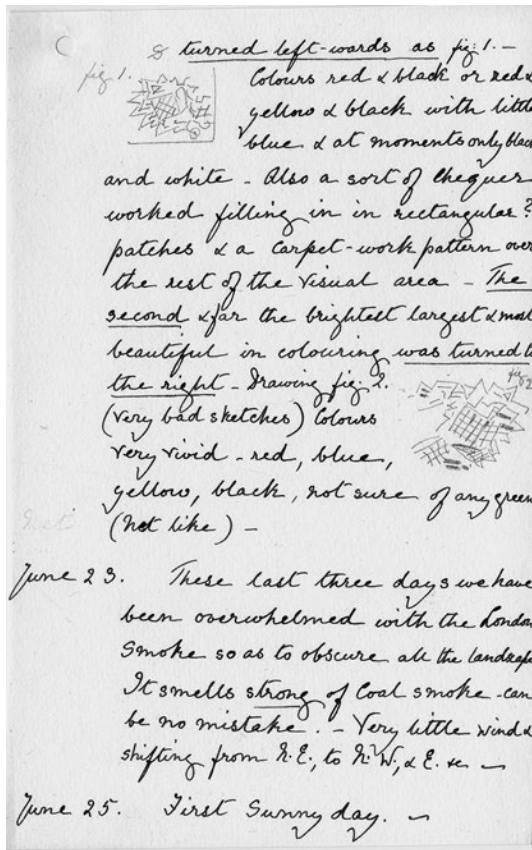 C
& turned left-wards as fig: 1. —
fig 1.
Colours red & black or red &
yellow & black with little
blue & at moments only black
and white - Also a sort of chequer
worked filling in in rectangular?
patches & a carpet-work pattern over
the rest of the visual area - The
second & far the brightest largest & most
beautiful in colouring was turned to
the right - Drawing fig: 2.
fig 2
(very bad sketches) Colours
very vivid - red, blue,
yellow, black, not sure of any green
(Net like) —
June 23. These last three days we have
been overwhelmed with the London
Smoke so as to obscure all the landscape
It smells strong of Coal smoke - can
be no mistake. - Very little wind &
shifting from N.E., to N.W, & E. &c —
June 25. First Sunny day. —